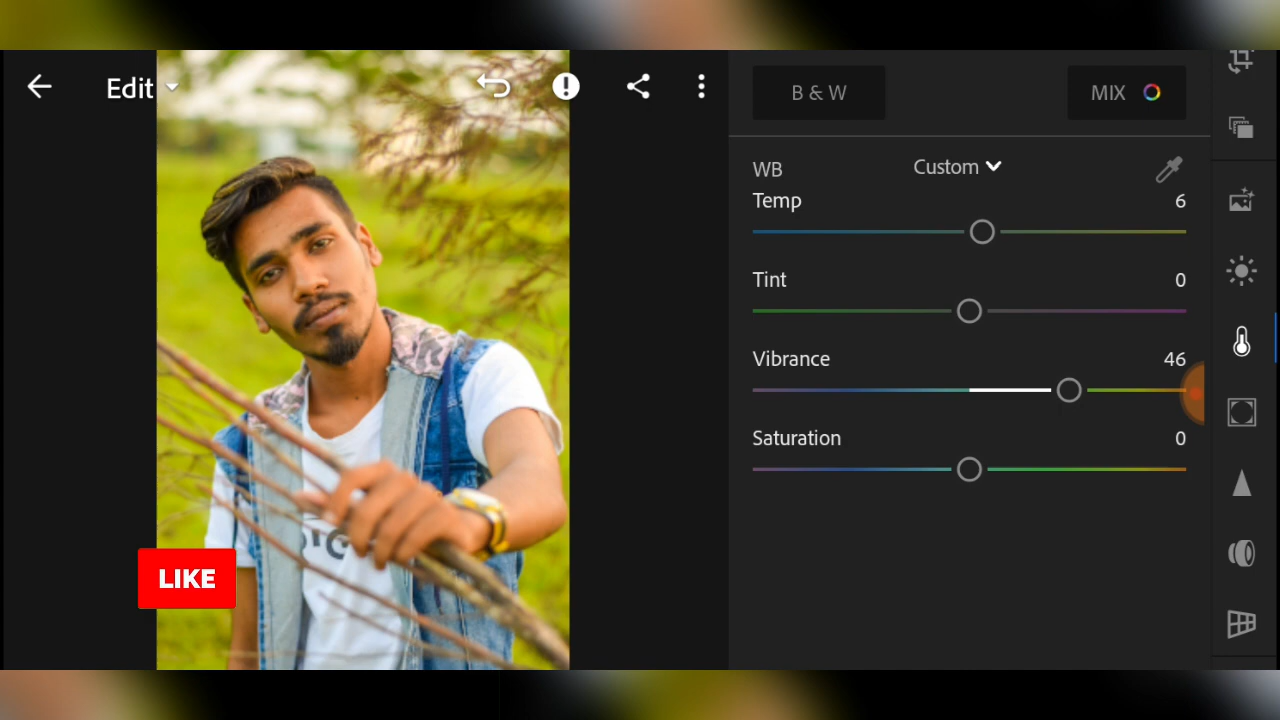 Edit
B & W
MIX
WB
Custom
Temp
6
Tint
0
Vibrance
46
Saturation
0
LIKE